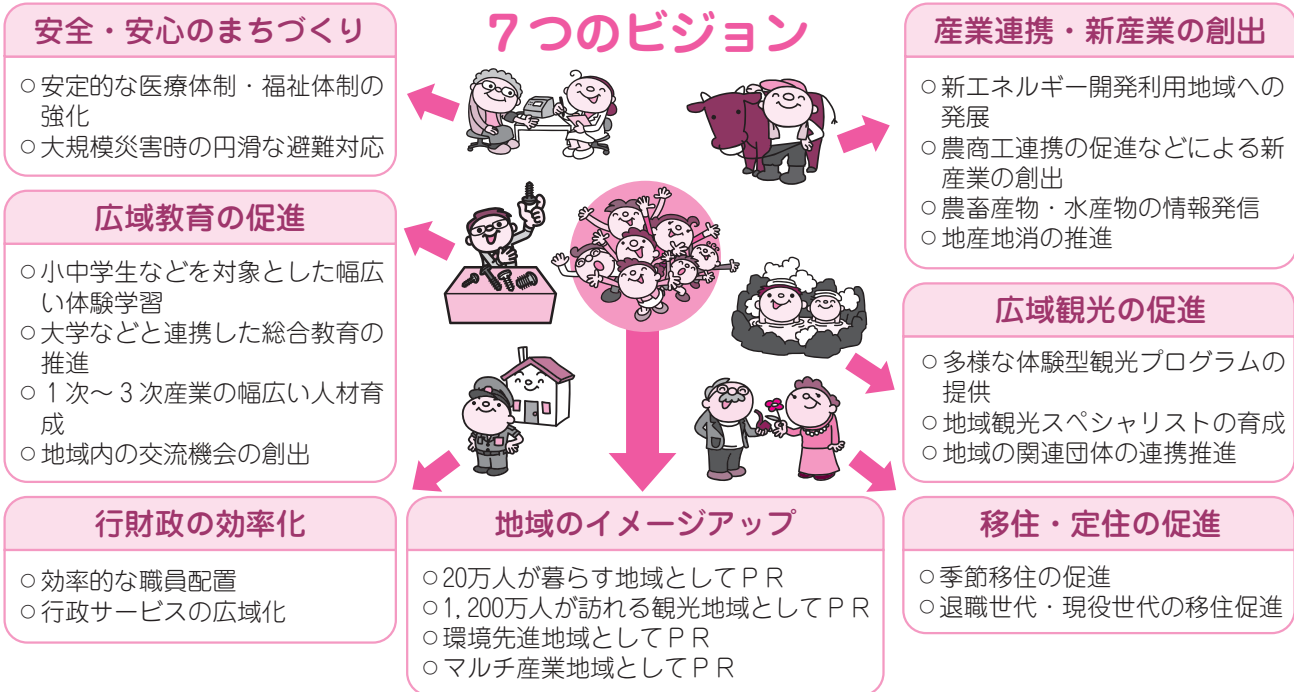 7つのビジョン
安全・安心のまちづくり
○安定的な医療体制・福祉体制の
強化
○大規模災害時の円滑な避難対応
広域教育の促進
○小中学生などを対象とした幅広
い体験学習
○大学などと連携した総合教育の
推進
○1次~3次産業の幅広い人材育
成
○地域内の交流機会の創出
行財政の効率化
○効率的な職員配置
○行政サービスの広域化
地域のイメージアップ
○20万人が暮らす地域としてPR
○1,200万人が訪れる観光地域としてPR
○環境先進地域としてPR
○マルチ産業地域としてPR
産業連携・新産業の創出
○新エネルギー開発利用地域への
発展
○農商工連携の促進などによる新
産業の創出
○農畜産物・水産物の情報発信
○地産地消の推進
広域観光の促進
○多様な体験型観光プログラムの
提供
○地域観光スペシャリストの育成
○地域の関連団体の連携推進
移住・定住の促進
○季節移住の促進
○退職世代・現役世代の移住促進